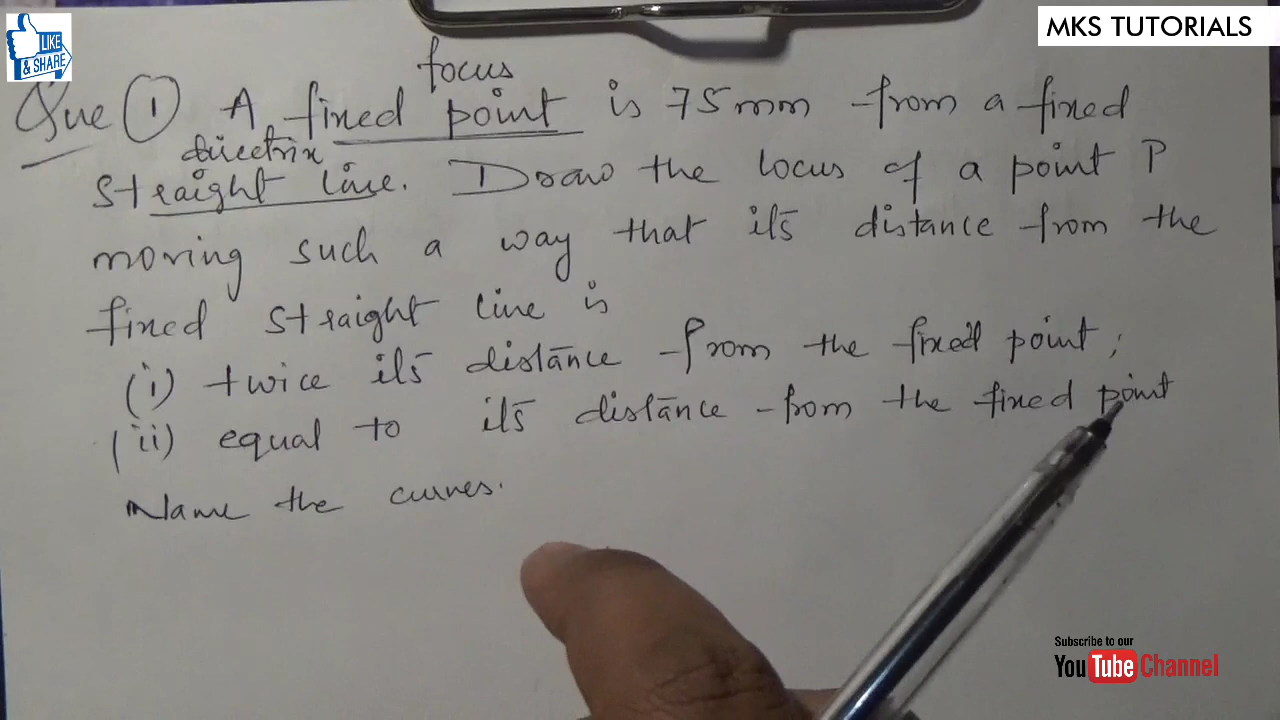 LIKE
& SHARE
MKS TUTORIALS
focus
Que 1 A fixed point is 75mm from a fixed
directrix
straight line. Draw the locus of a point P
moving such a way that its distance from the
fixed straight line is
(i) twice its distance from the fixed point;
(ii) equal to its distance from the fixed point
Name the curves.
Subscribe to our
YouTube Channel